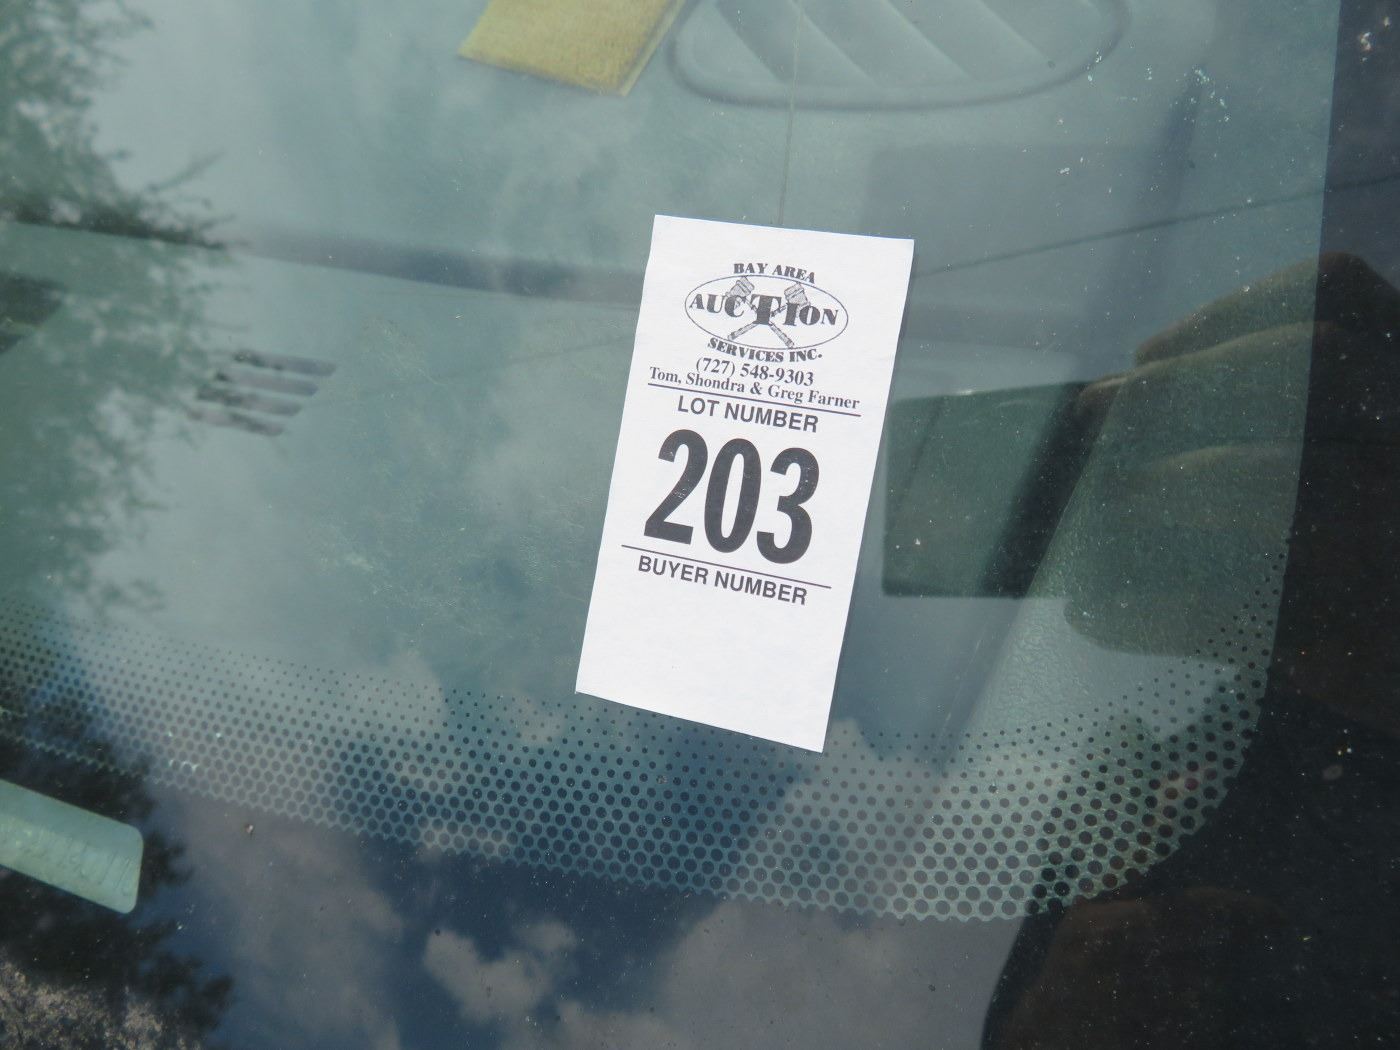 BAY AREA
AUCTION
SERVICES INC.
(727) 548-9303
Tom, Shondra & Greg Farner
LOT NUMBER
203
BUYER NUMBER